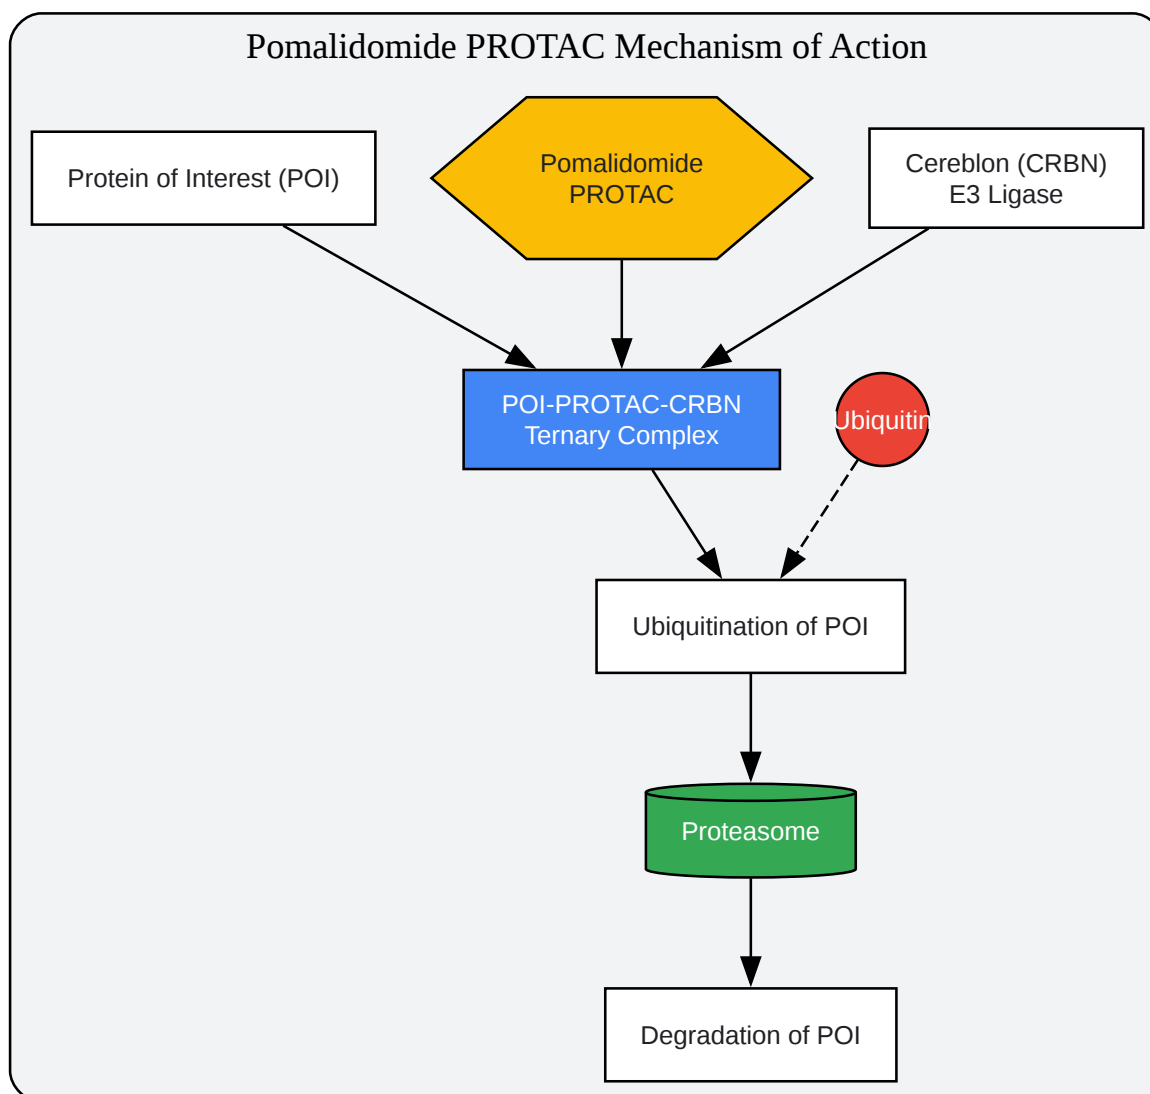 Pomalidomide PROTAC Mechanism of Action
Protein of Interest (POI)
Pomalidomide
PROTAC
Cereblon (CRBN)
E3 Ligase
POI-PROTAC-CRBN
Ternary Complex
Ubiquitin
Ubiquitination of POI
Proteasome
Degradation of POI